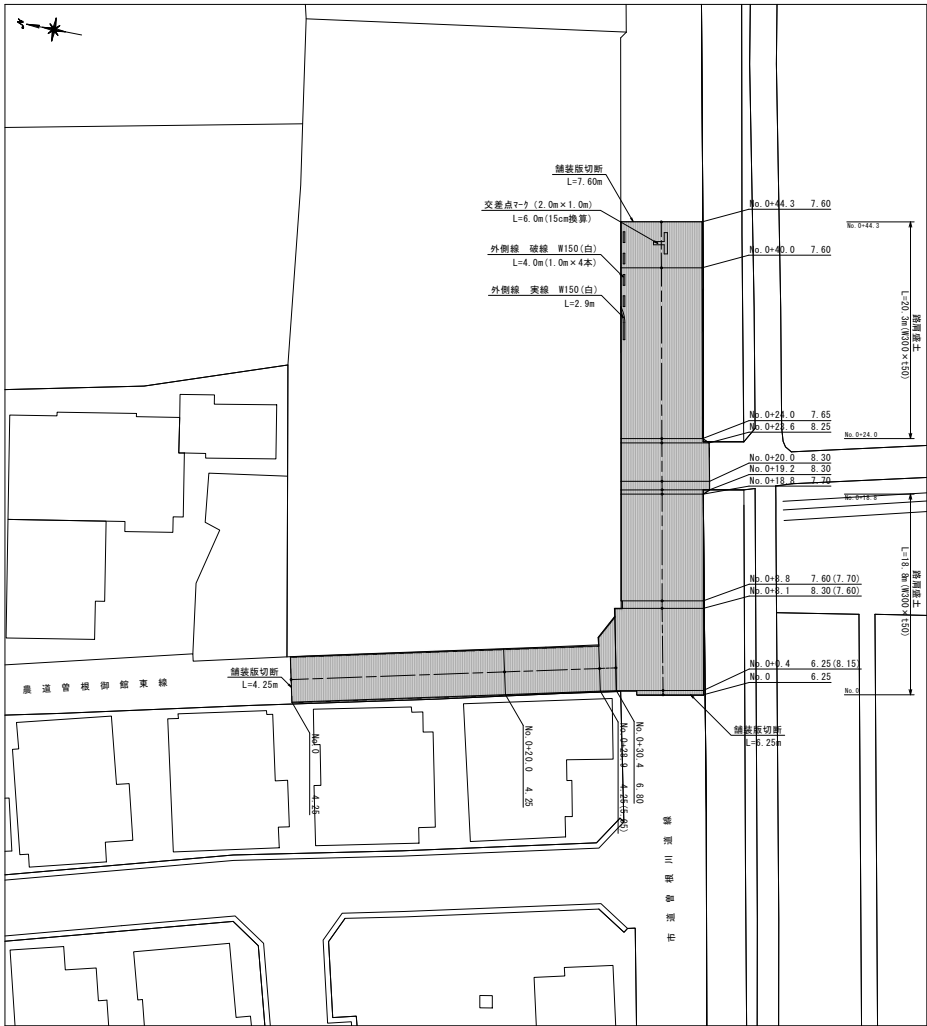 舗装版切断
L=7.60m
交差点マーク (2.0m×1.0m)
L=6.0m(15cm換算)
外側線 破線 W150(白)
L=4.0m(1.0m×4本)
外側線 実線 W150(白)
L=2.9m
No.0+44.3 7.60
No.0+40.0 7.60
No.0+24.0 7.65
No.0+23.6 8.25
No.0+20.0 8.30
No.0+19.2 8.30
No.0+18.8 7.70
No.0+8.8 7.60(7.70)
No.0+8.1 8.30(7.60)
No.0+0.4 6.25(8.15)
No.0 6.25
No.0+44.3
路肩盛土
L=20.3m(W300×t50)
No.0+24.0
No.0+18.8
路肩盛土
L=18.8m(W300×t50)
No.0
舗装版切断
L=6.25m
舗装版切断
L=4.25m
農道曽根御館東線
No.0 4.25
No.0+20.0 4.25
No.0+30.4 6.80
市道曽根川道線